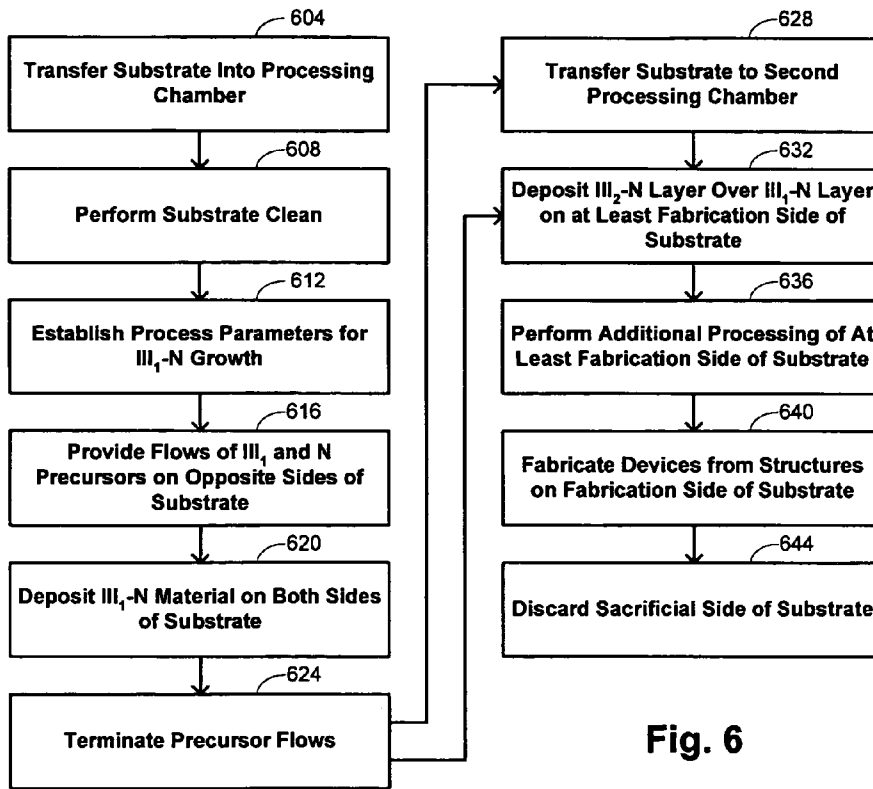 604
Transfer Substrate Into Processing
Chamber
608
Perform Substrate Clean
612
Establish Process Parameters for
III₁-N Growth
616
Provide Flows of III₁ and N
Precursors on Opposite Sides of
Substrate
620
Deposit III₁-N Material on Both Sides
of Substrate
624
Terminate Precursor Flows
628
Transfer Substrate to Second
Processing Chamber
632
Deposit III₂-N Layer Over III₁-N Layer
on at Least Fabrication Side of
Substrate
636
Perform Additional Processing of At
Least Fabrication Side of Substrate
640
Fabricate Devices from Structures
on Fabrication Side of Substrate
644
Discard Sacrificial Side of Substrate
Fig. 6